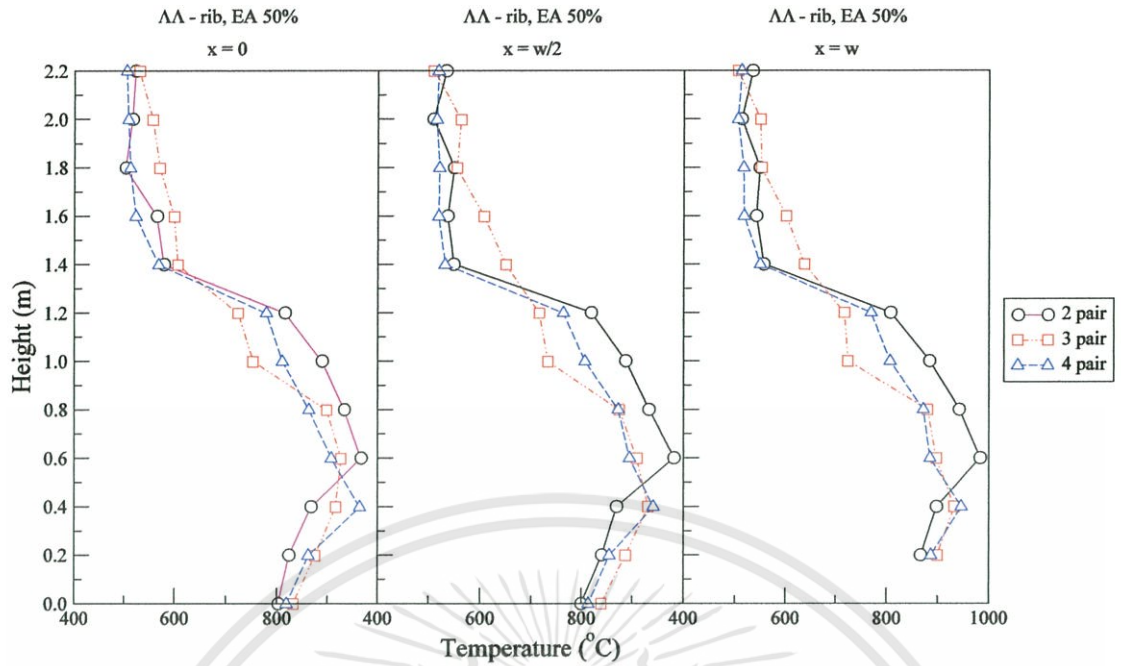 ΛΛ - rib, EA 50% ΛΛ - rib, EA 50% ΛΛ - rib, EA 50%
x = 0 x = w/2 x = w
2.2
2.0
1.8
1.6
1.4
1.2
1.0
0.8
0.6
0.4
0.2
0.0
Height (m)
2 pair
3 pair
4 pair
400 600 800 400 600 800 400 600 800 1000
Temperature (°C)